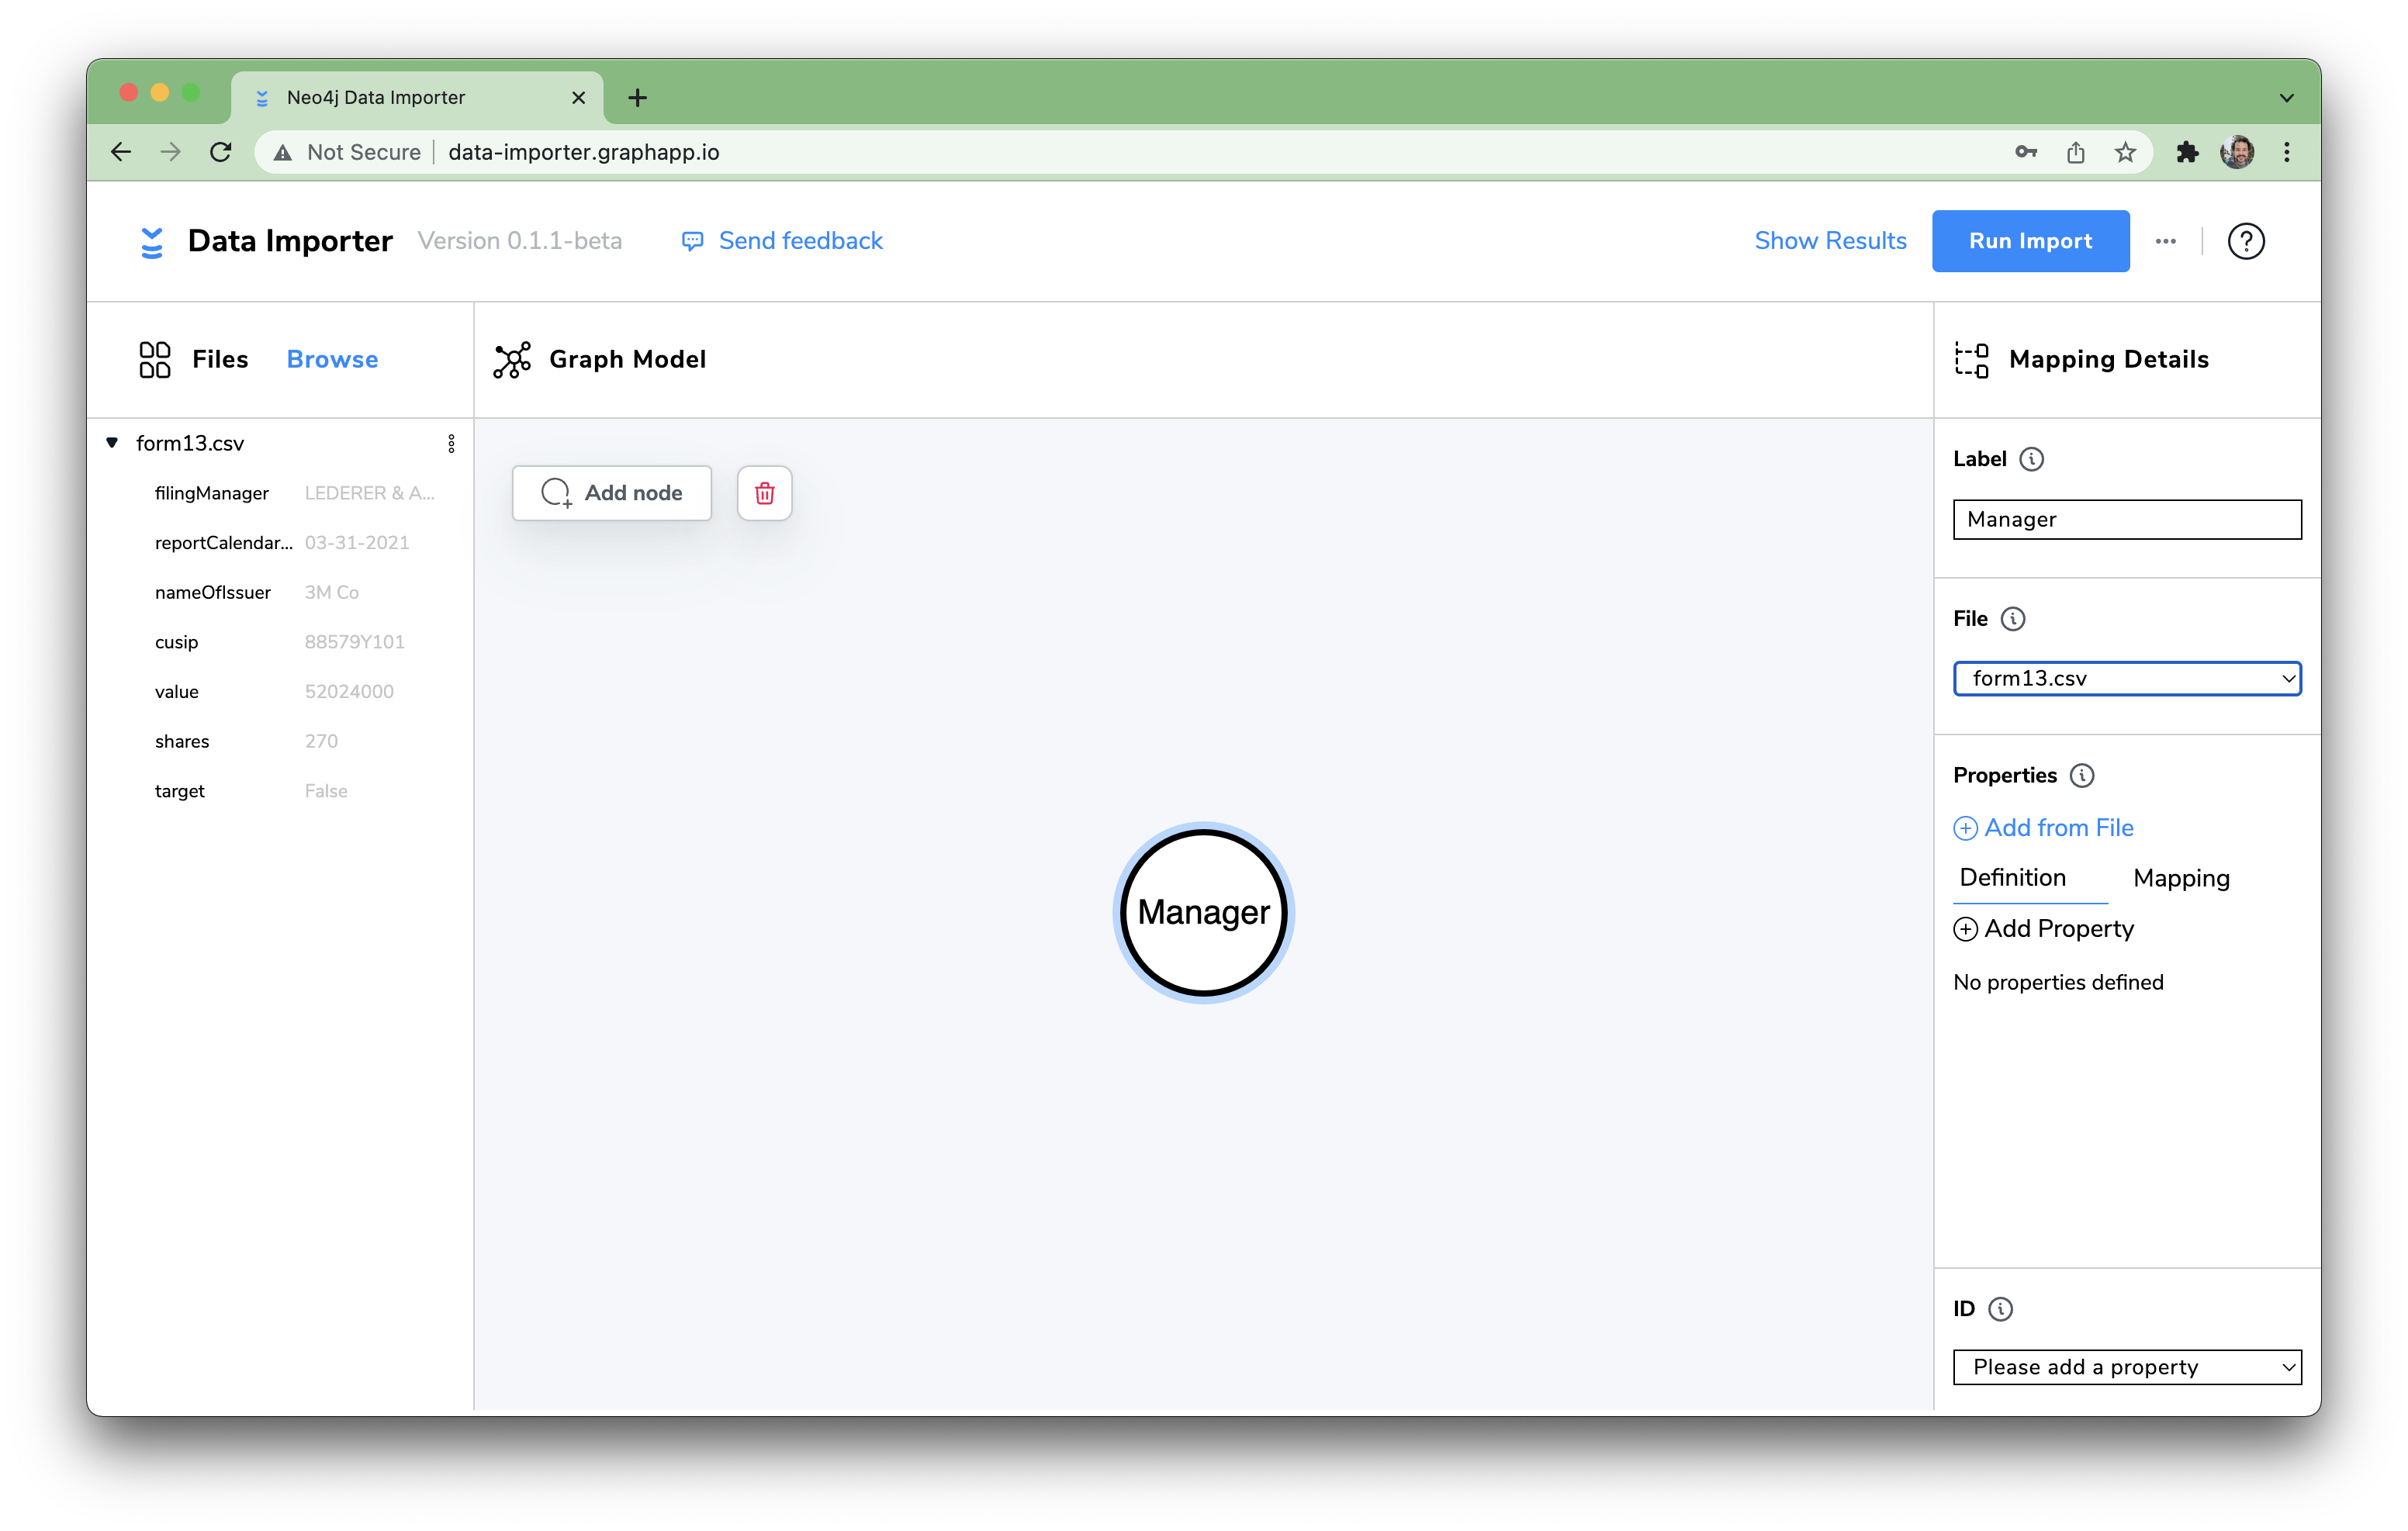 Neo4j Data Importer
Not Secure data-importer.graphapp.io
Data Importer Version 0.1.1-beta Send feedback Show Results Run Import
Files Browse
Graph Model
Mapping Details
form13.csv
filingManager LEDERER & A...
reportCalendar... 03-31-2021
nameOfIssuer 3M Co
cusip 88579Y101
value 52024000
shares 270
target False
Add node
Manager
Label
Manager
File
form13.csv
Properties
Add from File
Definition Mapping
Add Property
No properties defined
ID
Please add a property